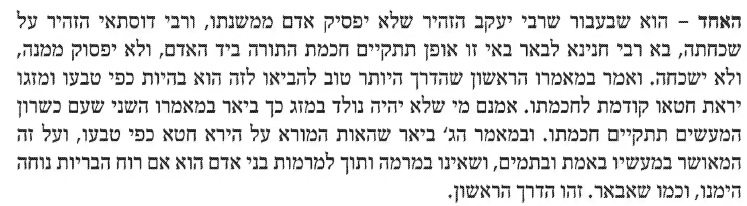 האחד – הוא שבעבור שרבי יעקב הזהיר שלא יפסיק אדם ממשנתו, ורבי דוסתאי הזהיר על
שכחתה, בא רבי חנינא לבאר באי זו אופן תתקיים חכמת התורה ביד האדם, ולא יפסוק ממנה,
ולא ישכחה. ואמר במאמרו הראשון שהדרך היותר טוב להביאו לזה הוא בהיות כפי טבעו ומזגו
יראת חטאו קודמת לחכמתו. אמנם מי שלא יהיה נולד במזג כך ביאר במאמרו השני שעם כשרון
המעשים תתקיים חכמתו. ובמאמר הג' ביאר שהאות המורא על הירא חטא כפי טבעו, ועל זה
המאושר במעשיו באמת ובתמים, ושאינו במרמה ותוך למרמות בני אדם הוא אם רוח הבריות נוחה
הימנו, וכמו שאבאר. זהו הדרך הראשון.